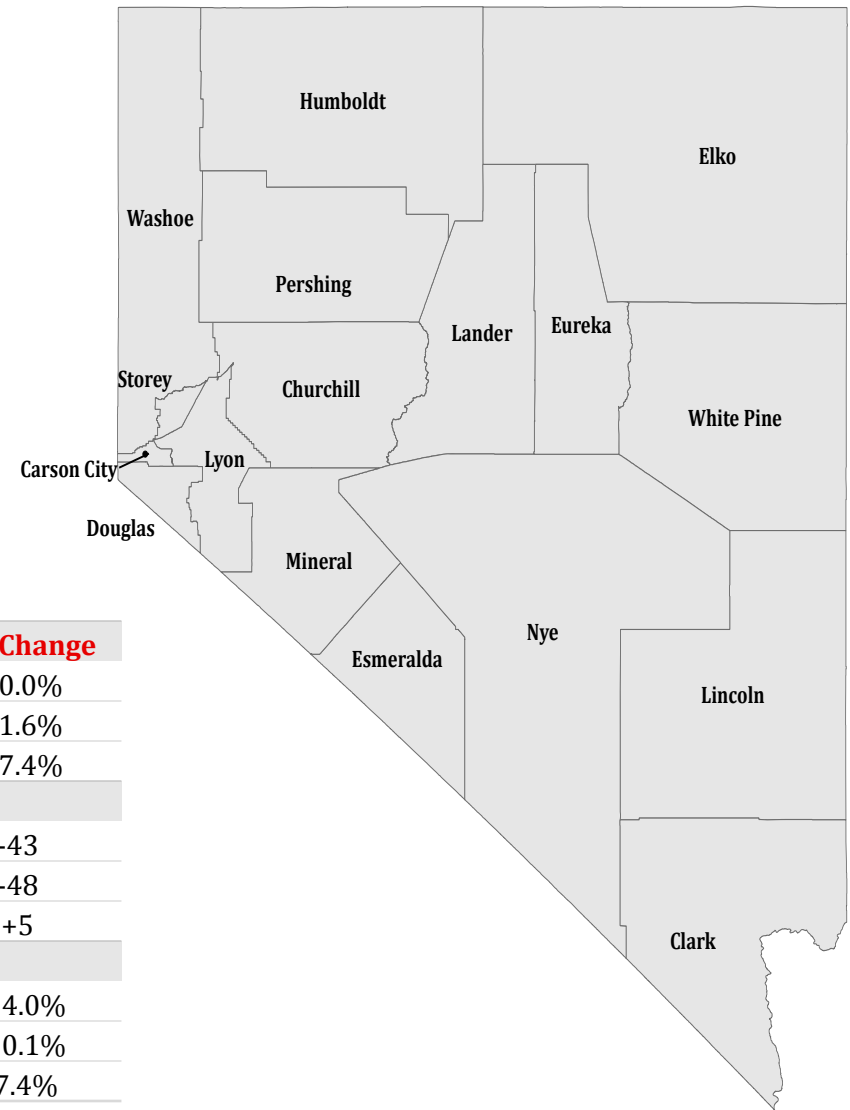 Humboldt
Elko
Washoe
Pershing
Lander
Eureka
Storey
Churchill
White Pine
Carson City
Lyon
Douglas
Mineral
Nye
Esmeralda
Lincoln
Clark
Change
0.0%
1.6%
7.4%
-43
-48
+5
4.0%
0.1%
7.4%